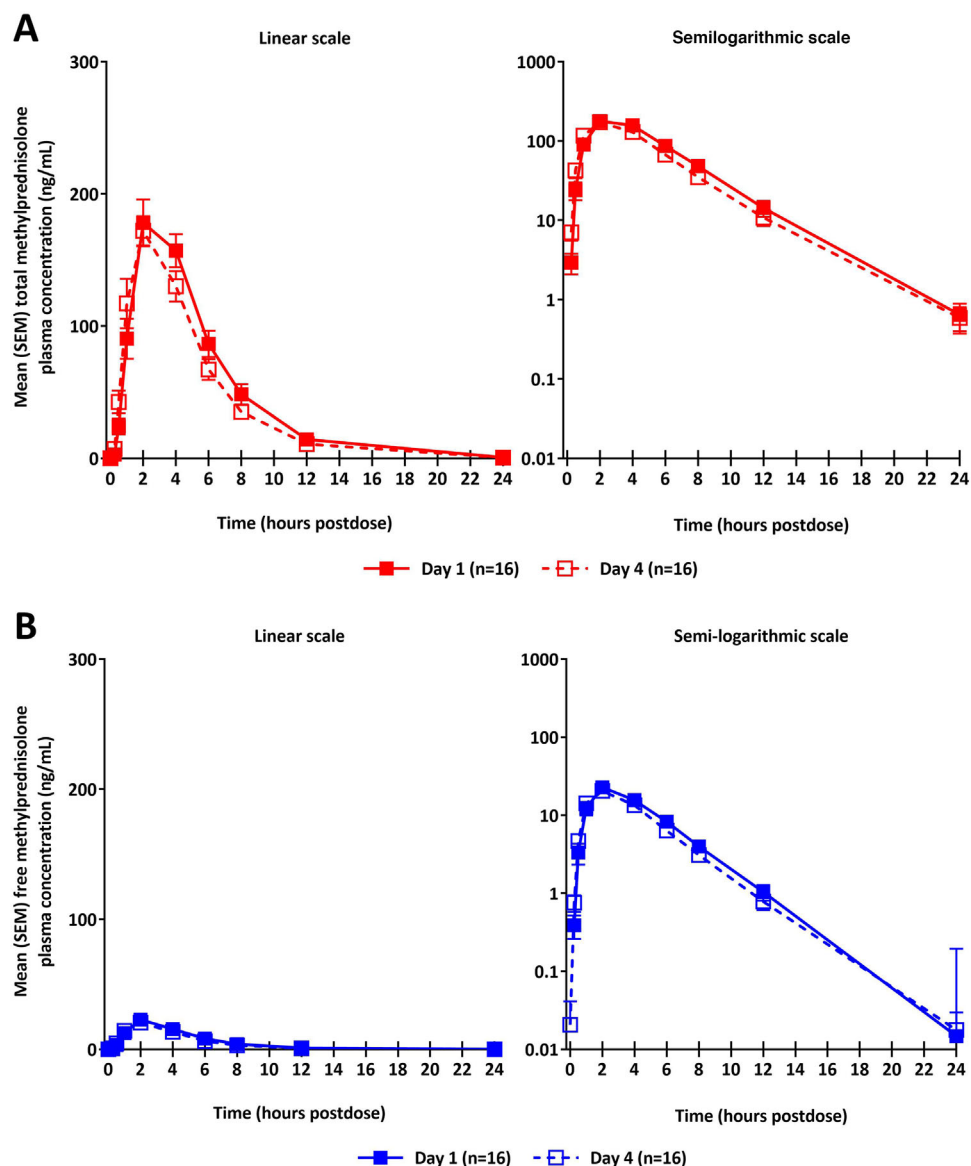 A
Linear scale
Semilogarithmic scale
Mean (SEM) total methylprednisolone
plasma concentration (ng/mL)
300
200
100
0
0 2 4 6 8 10 12 14 16 18 20 22 24
Time (hours postdose)
1000
100
10
1
0.1
0.01
0 2 4 6 8 10 12 14 16 18 20 22 24
Time (hours postdose)
Day 1 (n=16) Day 4 (n=16)
B
Linear scale
Semi-logarithmic scale
Mean (SEM) free methylprednisolone
plasma concentration (ng/mL)
300
200
100
0
0 2 4 6 8 10 12 14 16 18 20 22 24
Time (hours postdose)
1000
100
10
1
0.1
0.01
0 2 4 6 8 10 12 14 16 18 20 22 24
Time (hours postdose)
Day 1 (n=16) Day 4 (n=16)